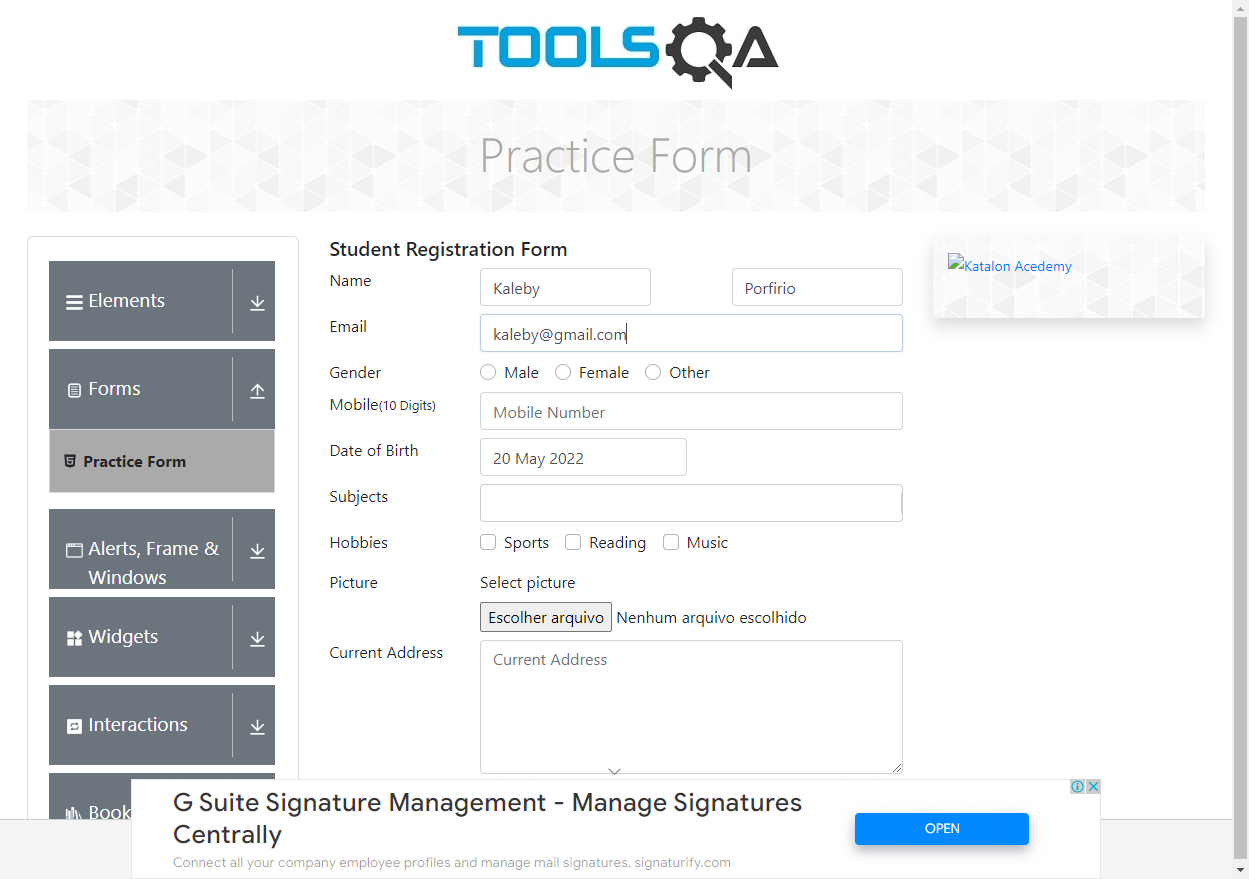 TOOLSQA
Practice Form
Elements
Forms
Practice Form
Alerts, Frame &
Windows
Widgets
Interactions
Book
Student Registration Form
Name
Kaleby
Porfirio
Email
kaleby@gmail.com
Gender
Male
Female
Other
Mobile(10 Digits)
Mobile Number
Date of Birth
20 May 2022
Subjects
Hobbies
Sports
Reading
Music
Picture
Select picture
Escolher arquivo Nenhum arquivo escolhido
Current Address
Current Address
Katalon Acedemy
G Suite Signature Management - Manage Signatures
Centrally
Connect all your company employee profiles and manage mail signatures. signaturify.com
OPEN